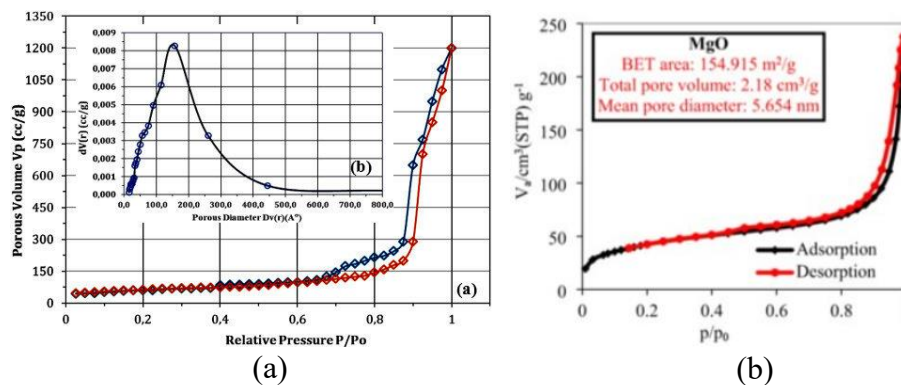 Porous Volume Vp (cc/g)
1350
1200
1050
900
750
600
450
300
150
00
0
0,2
0,4
0,6
0,8
1
Relative Pressure P/Po
(a)
dV(r) (cc/g)
0,009
0,008
0,007
0,006
0,005
0,004
0,003
0,002
0,001
0,000
0,0
100,0
200,0
300,0
400,0
500,0
600,0
700,0
800,0
Porous Diameter Dv(r)(A°)
(b)
(a)
(b)
MgO
BET area: 154.915 m²/g
Total pore volume: 2.18 cm³/g
Mean pore diameter: 5.654 nm
Va/cm³(STP) g-1
250
200
150
100
50
0
Adsorption
Desorption
0
0.2
0.4
0.6
0.8
p/p0
(b)